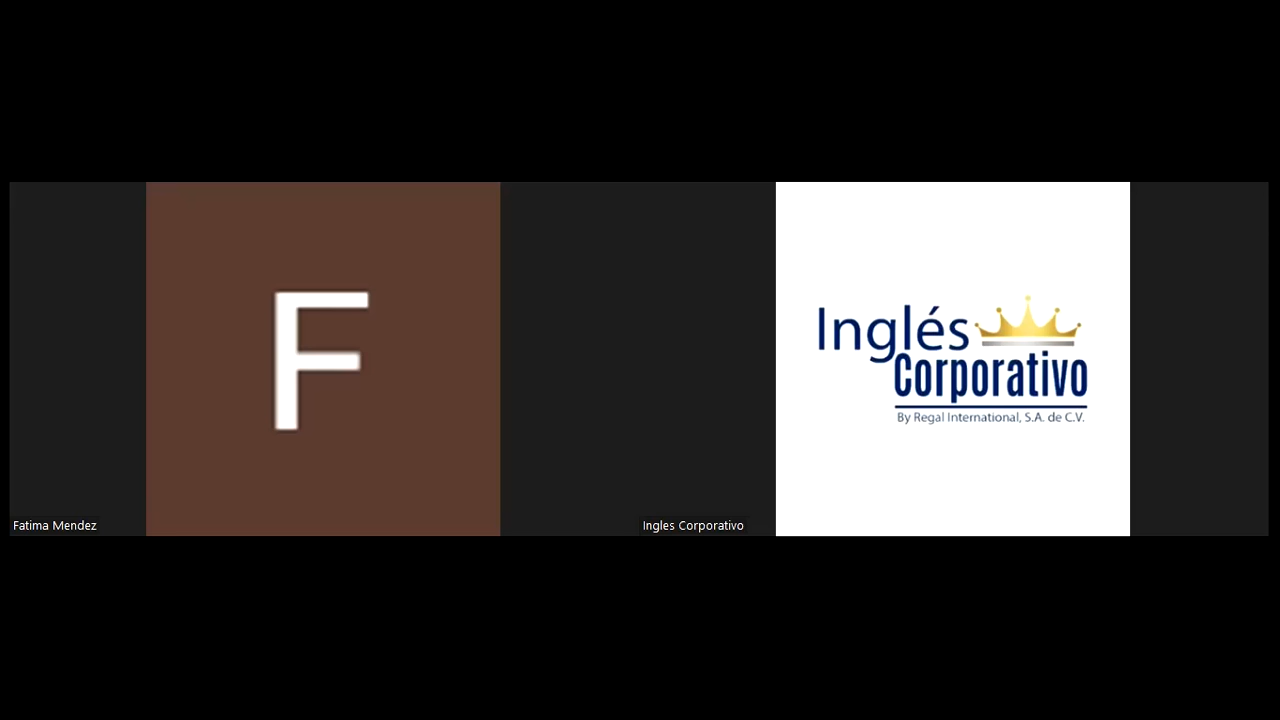 F
Inglés
Corporativo
By Regal International, S.A. de C.V.
Fatima Mendez
Ingles Corporativo